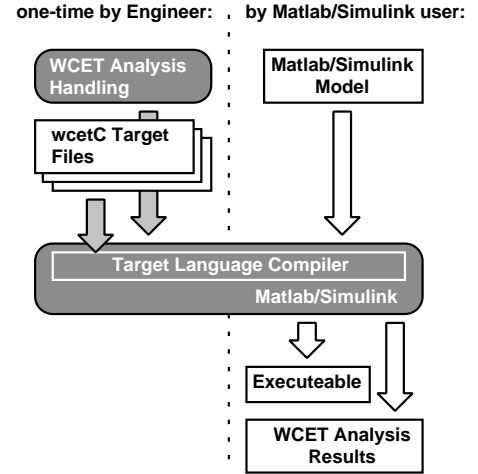 one-time by Engineer:
by Matlab/Simulink user:
WCET Analysis
Handling
Matlab/Simulink
Model
wcetC Target
Files
Target Language Compiler
Matlab/Simulink
Executeable
WCET Analysis
Results